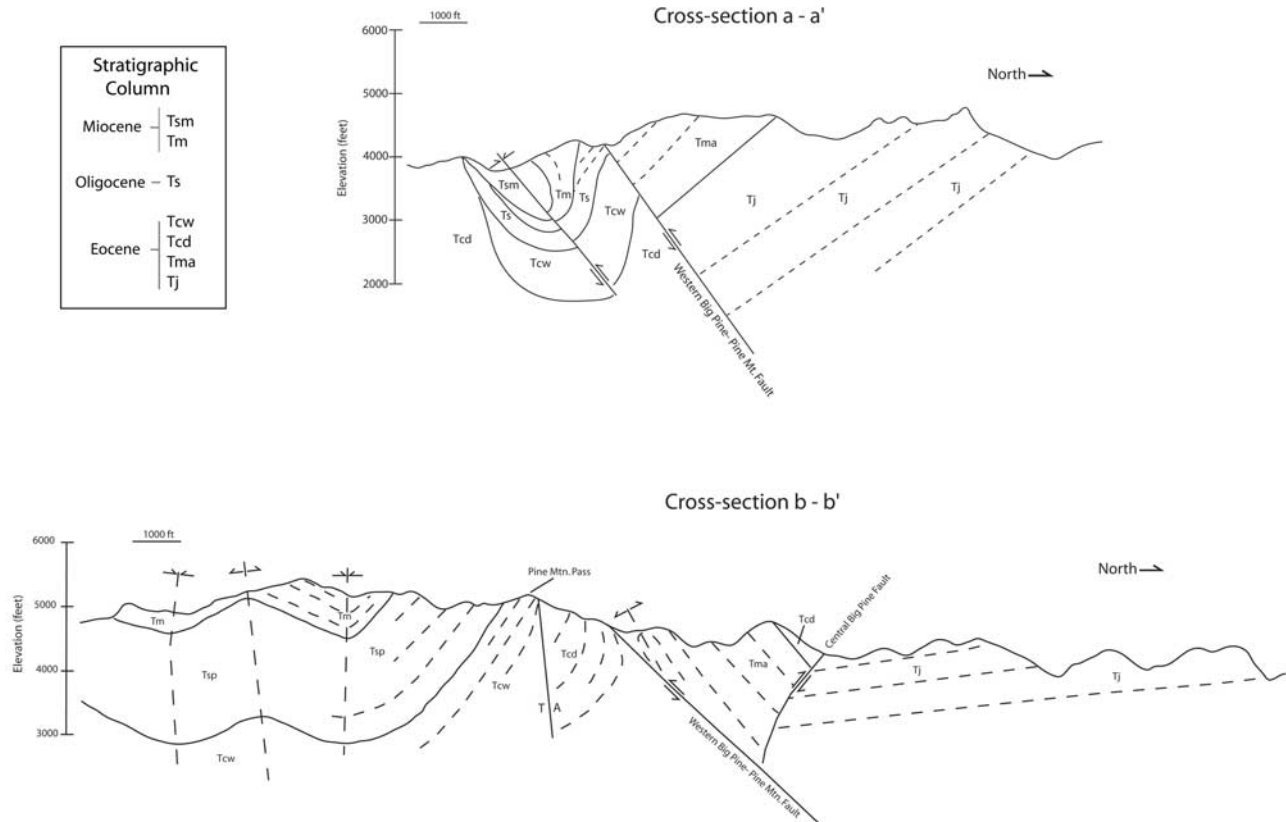 Cross-section a - a'
1000 ft
6000
5000
4000
3000
2000
Elevation (feet)
North
Stratigraphic
Column
Miocene
Tsm
Tm
Oligocene
Ts
Eocene
Tcw
Tcd
Tma
Tj
Tsm
Tm
Ts
Ts
Tcw
Tcw
Tcd
Tcd
Tma
Tj
Tj
Tj
Western Big Pine- Pine Mt. Fault
Cross-section b - b'
1000 ft
6000
5000
4000
3000
Elevation (feet)
North
Pine Mtn. Pass
Central Big Pine Fault
Tm
Tm
Tsp
Tsp
Tcw
Tcw
Tcd
T A
Tma
Tcd
Tj
Tj
Western Big Pine- Pine Mtn. Fault